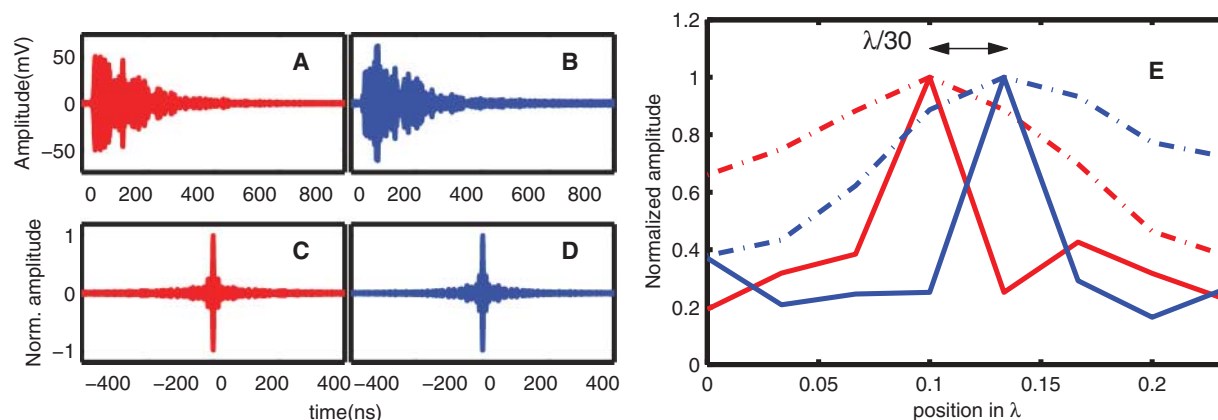 Amplitude(mV)
50
0
−50
A
B
0 200 400 600 800
0 200 400 600 800
Norm. amplitude
1
0
−1
C
D
−400 −200 0 200 400
−400 −200 0 200 400
time(ns)
Normalized amplitude
1.2
1
0.8
0.6
0.4
0.2
0
λ/30
E
0 0.05 0.1 0.15 0.2
position in λ